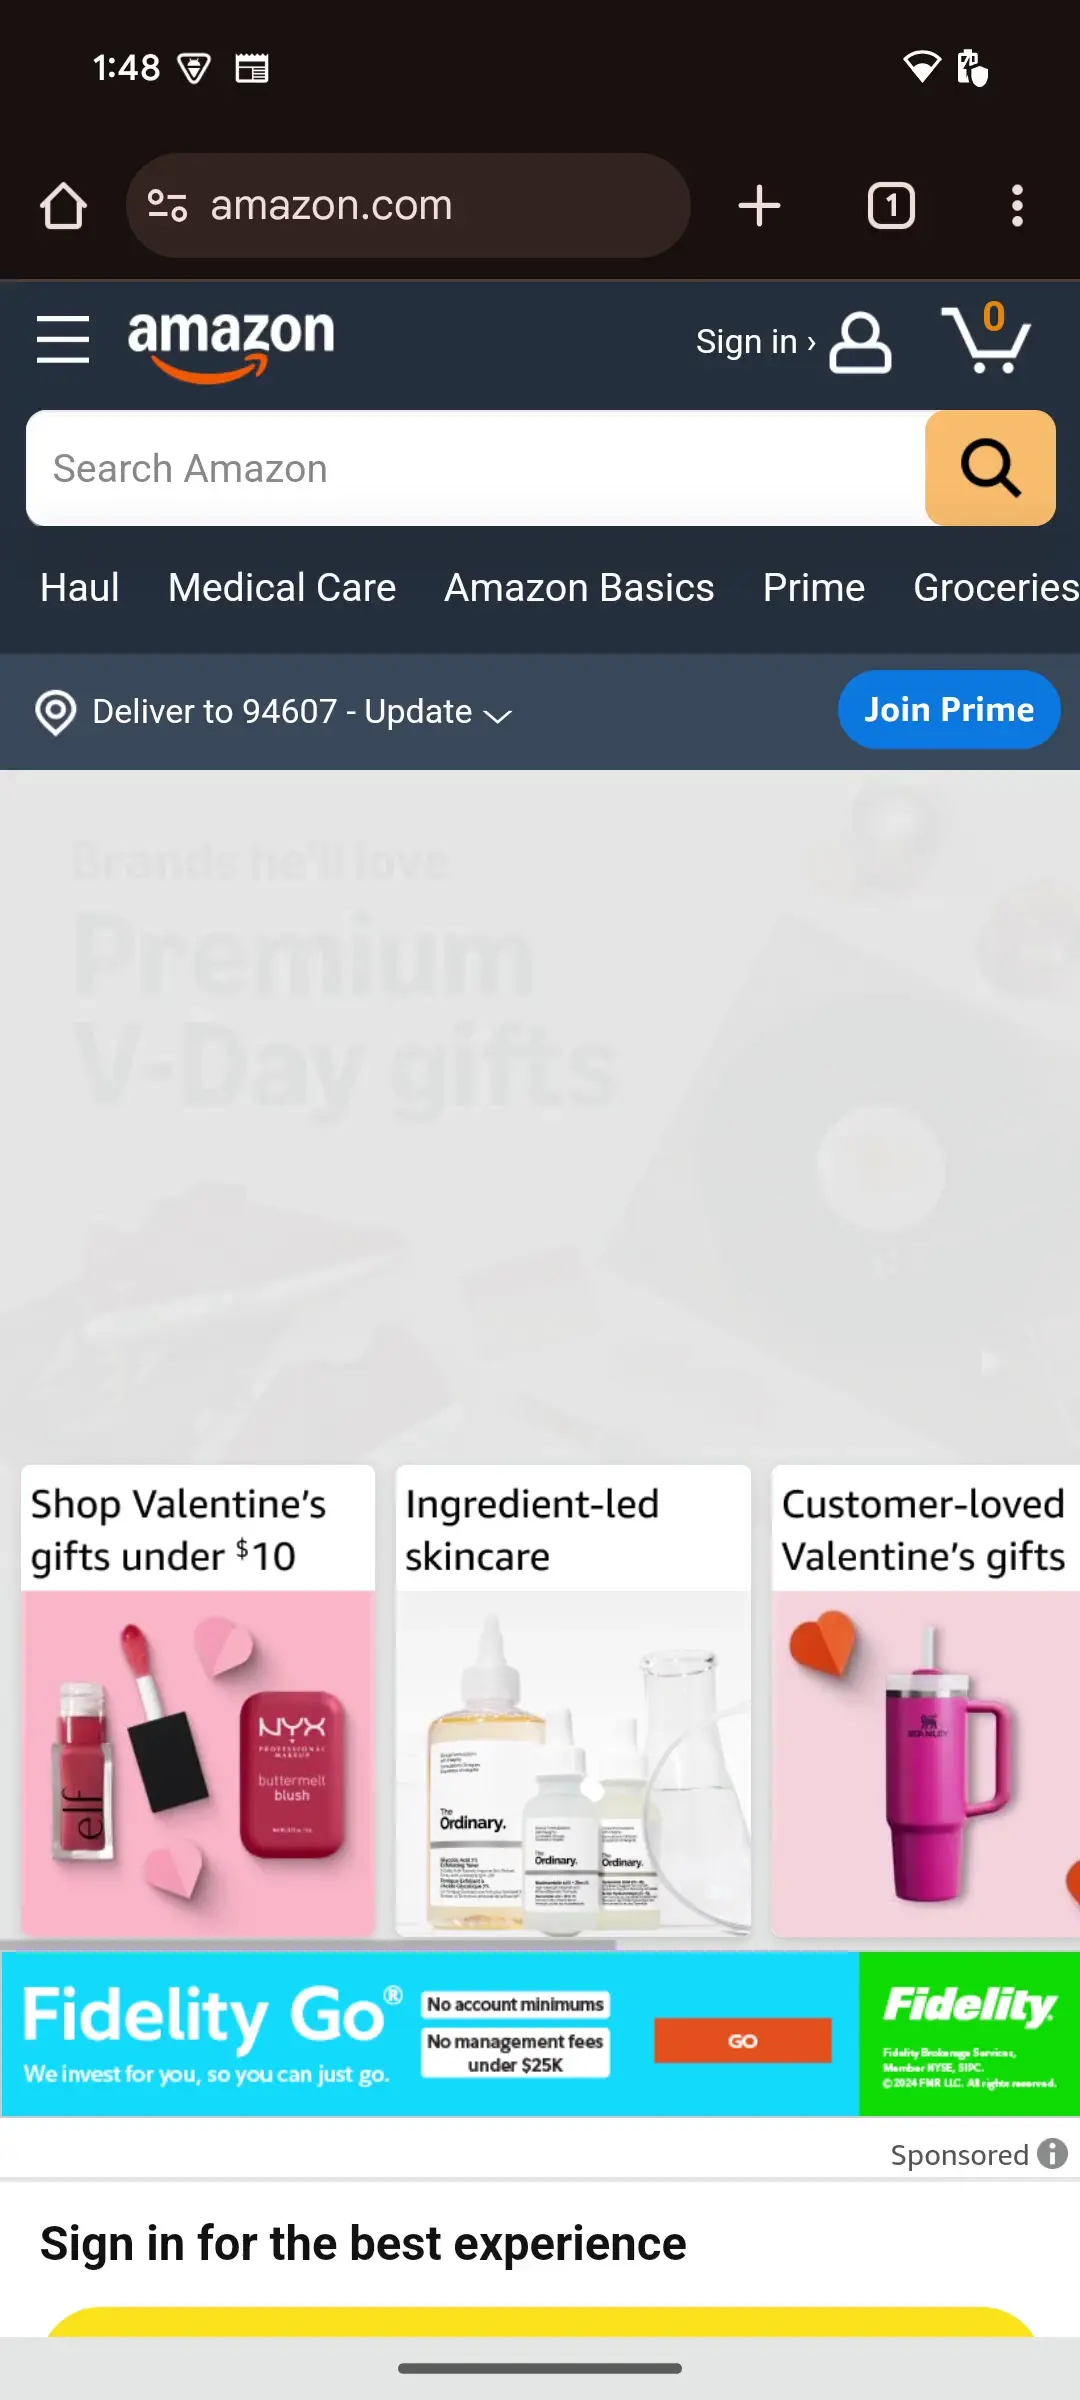 1:48
amazon.com
1
amazon
Sign in ›
0
Search Amazon
Haul Medical Care Amazon Basics Prime Groceries
Deliver to 94607 - Update
Join Prime
Brands he'll love
Premium
V-Day gifts
Shop Valentine's
gifts under $10
Ingredient-led
skincare
Customer-loved
Valentine's gifts
elf
NYX
PROFESSIONAL
MAKEUP
buttermelt
blush
The
Ordinary.
Ordinary.
The
Ordinary.
STANLEY
Fidelity Go®
We invest for you, so you can just go.
No account minimums
No management fees
under $25K
GO
Fidelity
Fidelity Brokerage Services,
Member NYSE, SIPC.
©2024 FMR LLC. All rights reserved.
Sponsored
Sign in for the best experience